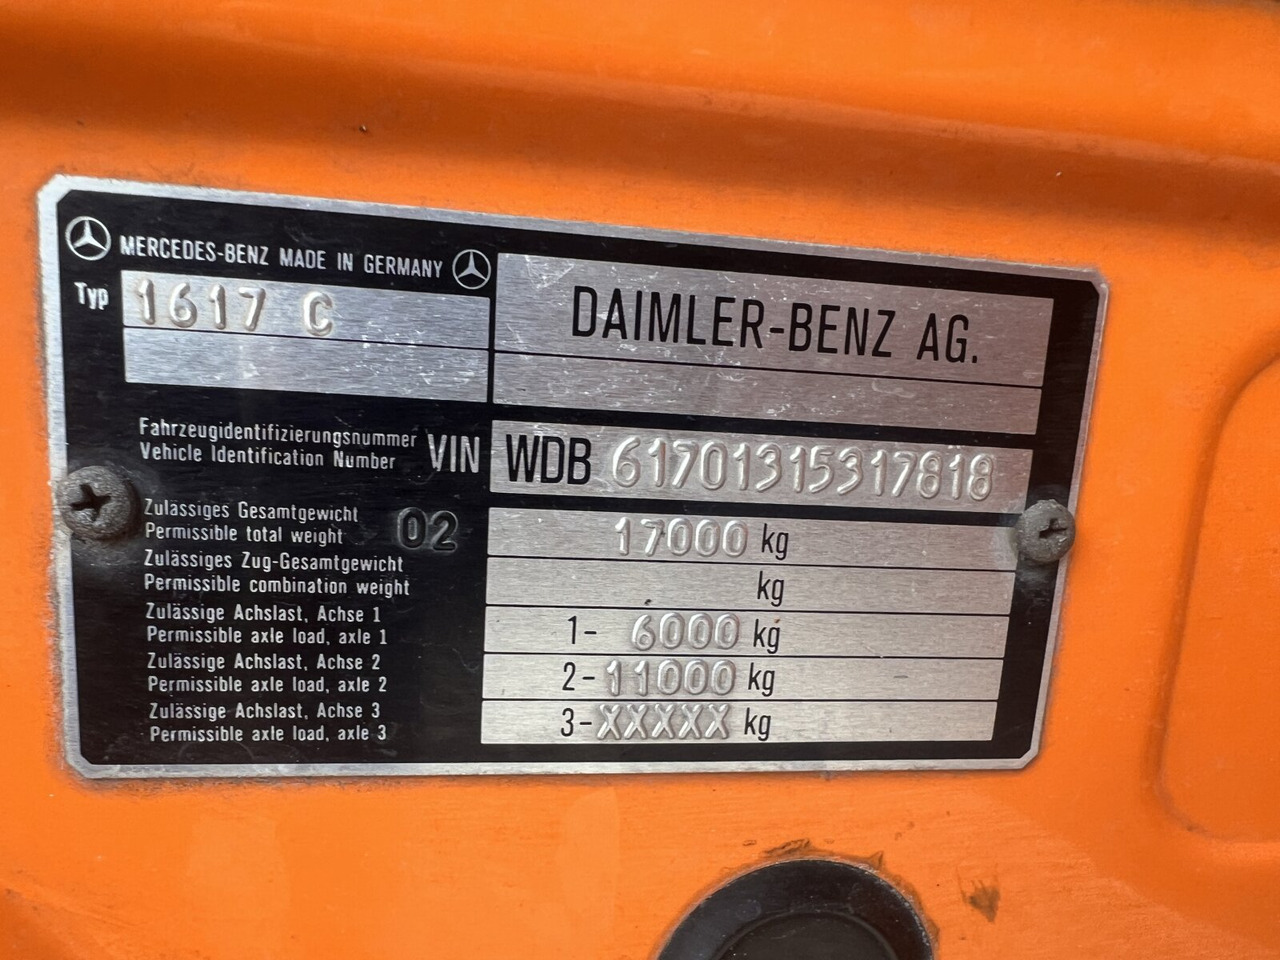 MERCEDES-BENZ MADE IN GERMANY
Typ 1617 C
DAIMLER-BENZ AG.
Fahrzeugidentifizierungsnummer
Vehicle Identification Number
VIN WDB 61701315317818
Zulässiges Gesamtgewicht
Permissible total weight
02 17000 kg
Zulässiges Zug-Gesamtgewicht
Permissible combination weight
kg
Zulässige Achslast, Achse 1
Permissible axle load, axle 1
1- 6000 kg
Zulässige Achslast, Achse 2
Permissible axle load, axle 2
2- 11000 kg
Zulässige Achslast, Achse 3
Permissible axle load, axle 3
3- XXXXX kg